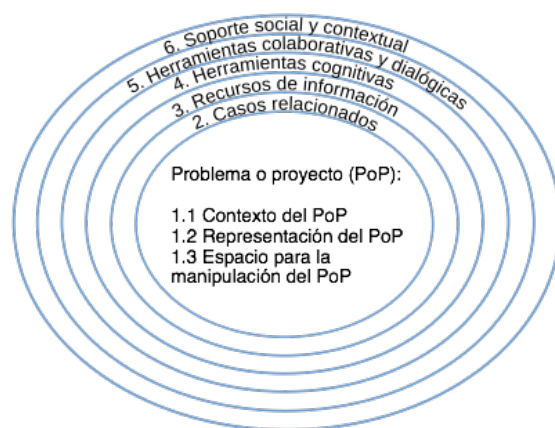 6. Soporte social y contextual
5. Herramientas colaborativas y dialógicas
4. Herramientas cognitivas
3. Recursos de información
2. Casos relacionados
Problema o proyecto (PoP):
1.1 Contexto del PoP
1.2 Representación del PoP
1.3 Espacio para la
manipulación del PoP